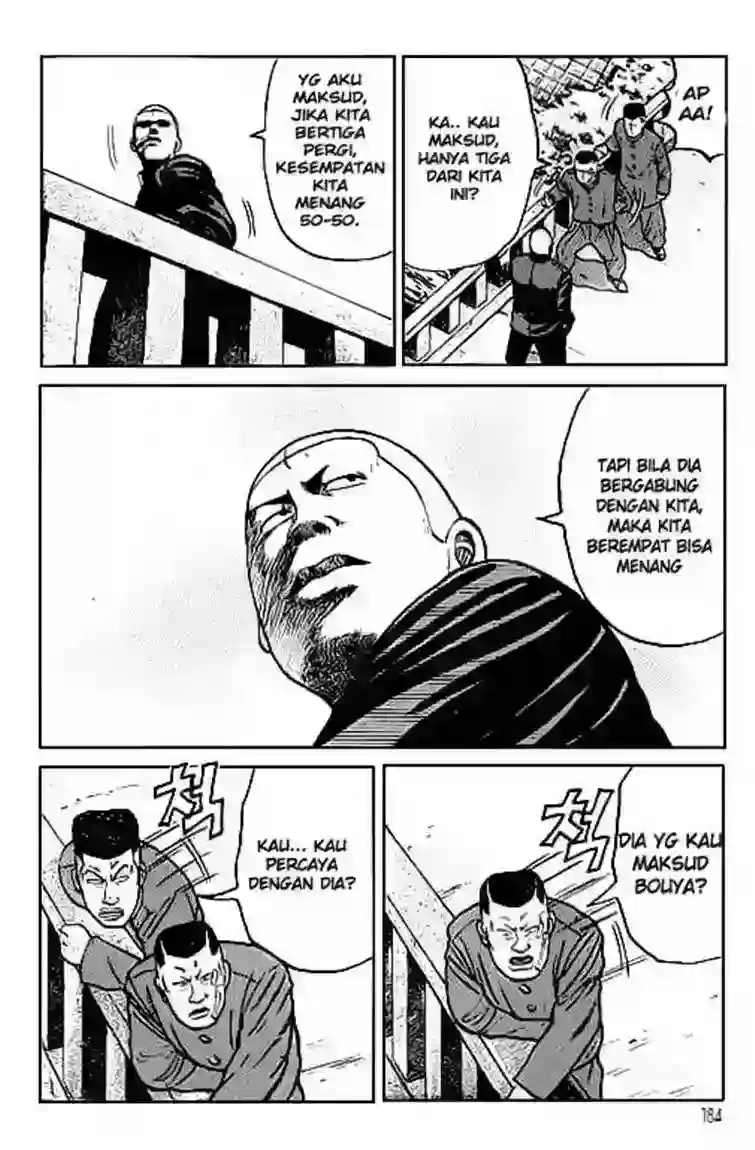 YG AKU
MAKSUD,
JIKA KITA
BERTIGA
PERGI,
KESEMPATAN
KITA
MENANG
50-50.
KA.. KAU
MAKSUD,
HANYA TIGA
DARI KITA
INI?
AP
AA!
TAPI BILA DIA
BERGABUNG
DENGAN KITA,
MAKA KITA
BEREMPAT BISA
MENANG
척
KAU... KAU
PERCAYA
DENGAN DIA?
척
DIA YG KAU
MAKSUD
BOUYA?
184